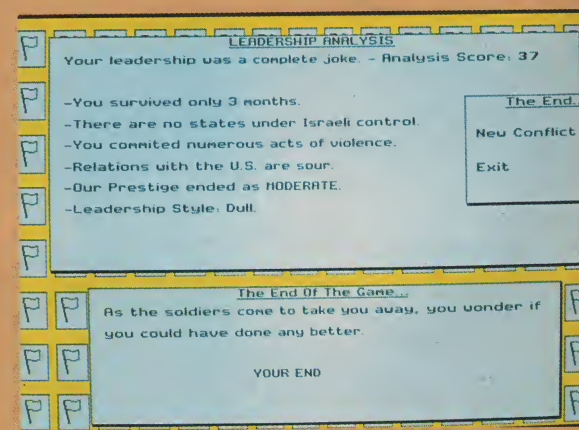 LEADERSHIP ANALYSIS
Your leadership was a complete joke. - Analysis Score: 37
-You survived only 3 months.
-There are no states under Israeli control.
-You commited numerous acts of violence.
-Relations with the U.S. are sour.
-Our Prestige ended as MODERATE.
-Leadership Style: Dull.
The End...
New Conflict
Exit
The End Of The Game...
As the soldiers come to take you away, you wonder if
you could have done any better.
YOUR END